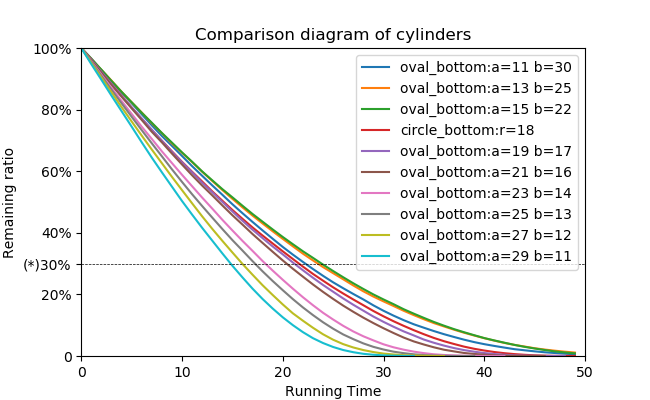 Comparison diagram of cylinders
100%
80%
60%
40%
(*)30%
20%
0
Remaining ratio
oval_bottom:a=11 b=30
oval_bottom:a=13 b=25
oval_bottom:a=15 b=22
circle_bottom:r=18
oval_bottom:a=19 b=17
oval_bottom:a=21 b=16
oval_bottom:a=23 b=14
oval_bottom:a=25 b=13
oval_bottom:a=27 b=12
oval_bottom:a=29 b=11
0 10 20 30 40 50
Running Time